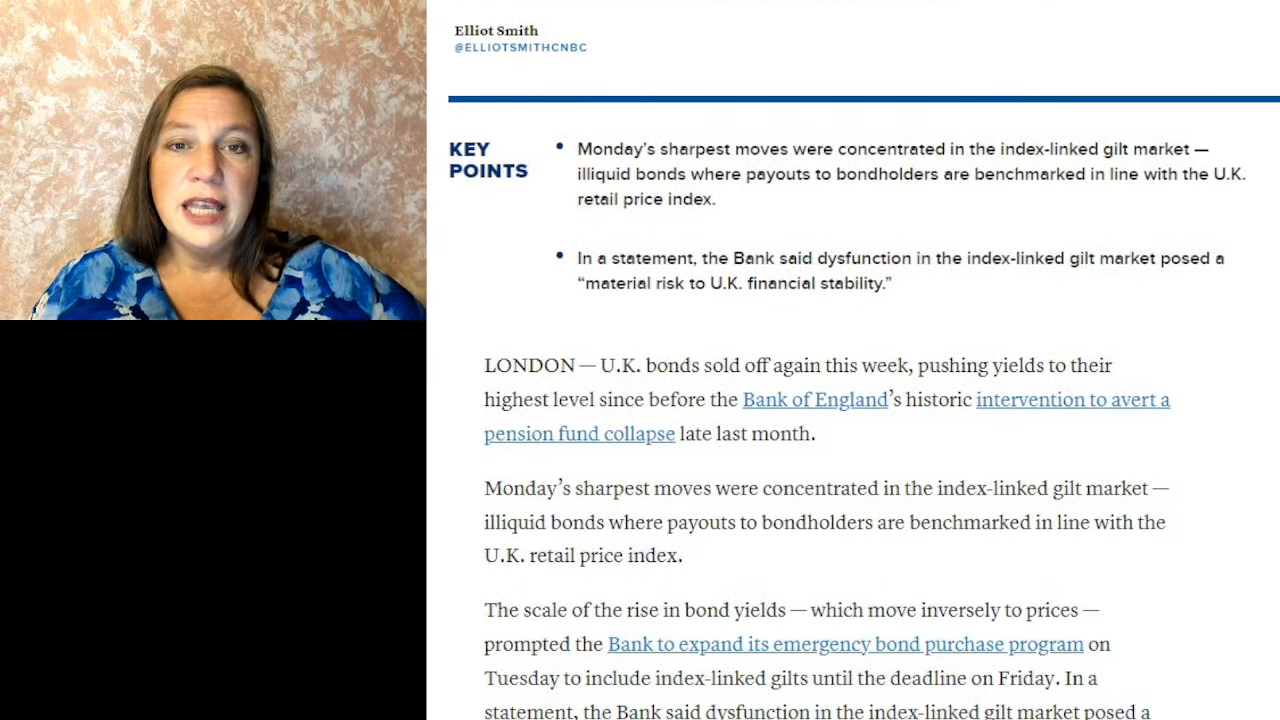 Elliot Smith
@ELLIOTSMITHCNBC
KEY
POINTS
Monday’s sharpest moves were concentrated in the index-linked gilt market —
illiquid bonds where payouts to bondholders are benchmarked in line with the U.K.
retail price index.
In a statement, the Bank said dysfunction in the index-linked gilt market posed a
“material risk to U.K. financial stability.”
LONDON — U.K. bonds sold off again this week, pushing yields to their
highest level since before the Bank of England’s historic intervention to avert a
pension fund collapse late last month.
Monday’s sharpest moves were concentrated in the index-linked gilt market —
illiquid bonds where payouts to bondholders are benchmarked in line with the
U.K. retail price index.
The scale of the rise in bond yields — which move inversely to prices —
prompted the Bank to expand its emergency bond purchase program on
Tuesday to include index-linked gilts until the deadline on Friday. In a
statement, the Bank said dysfunction in the index-linked gilt market posed a